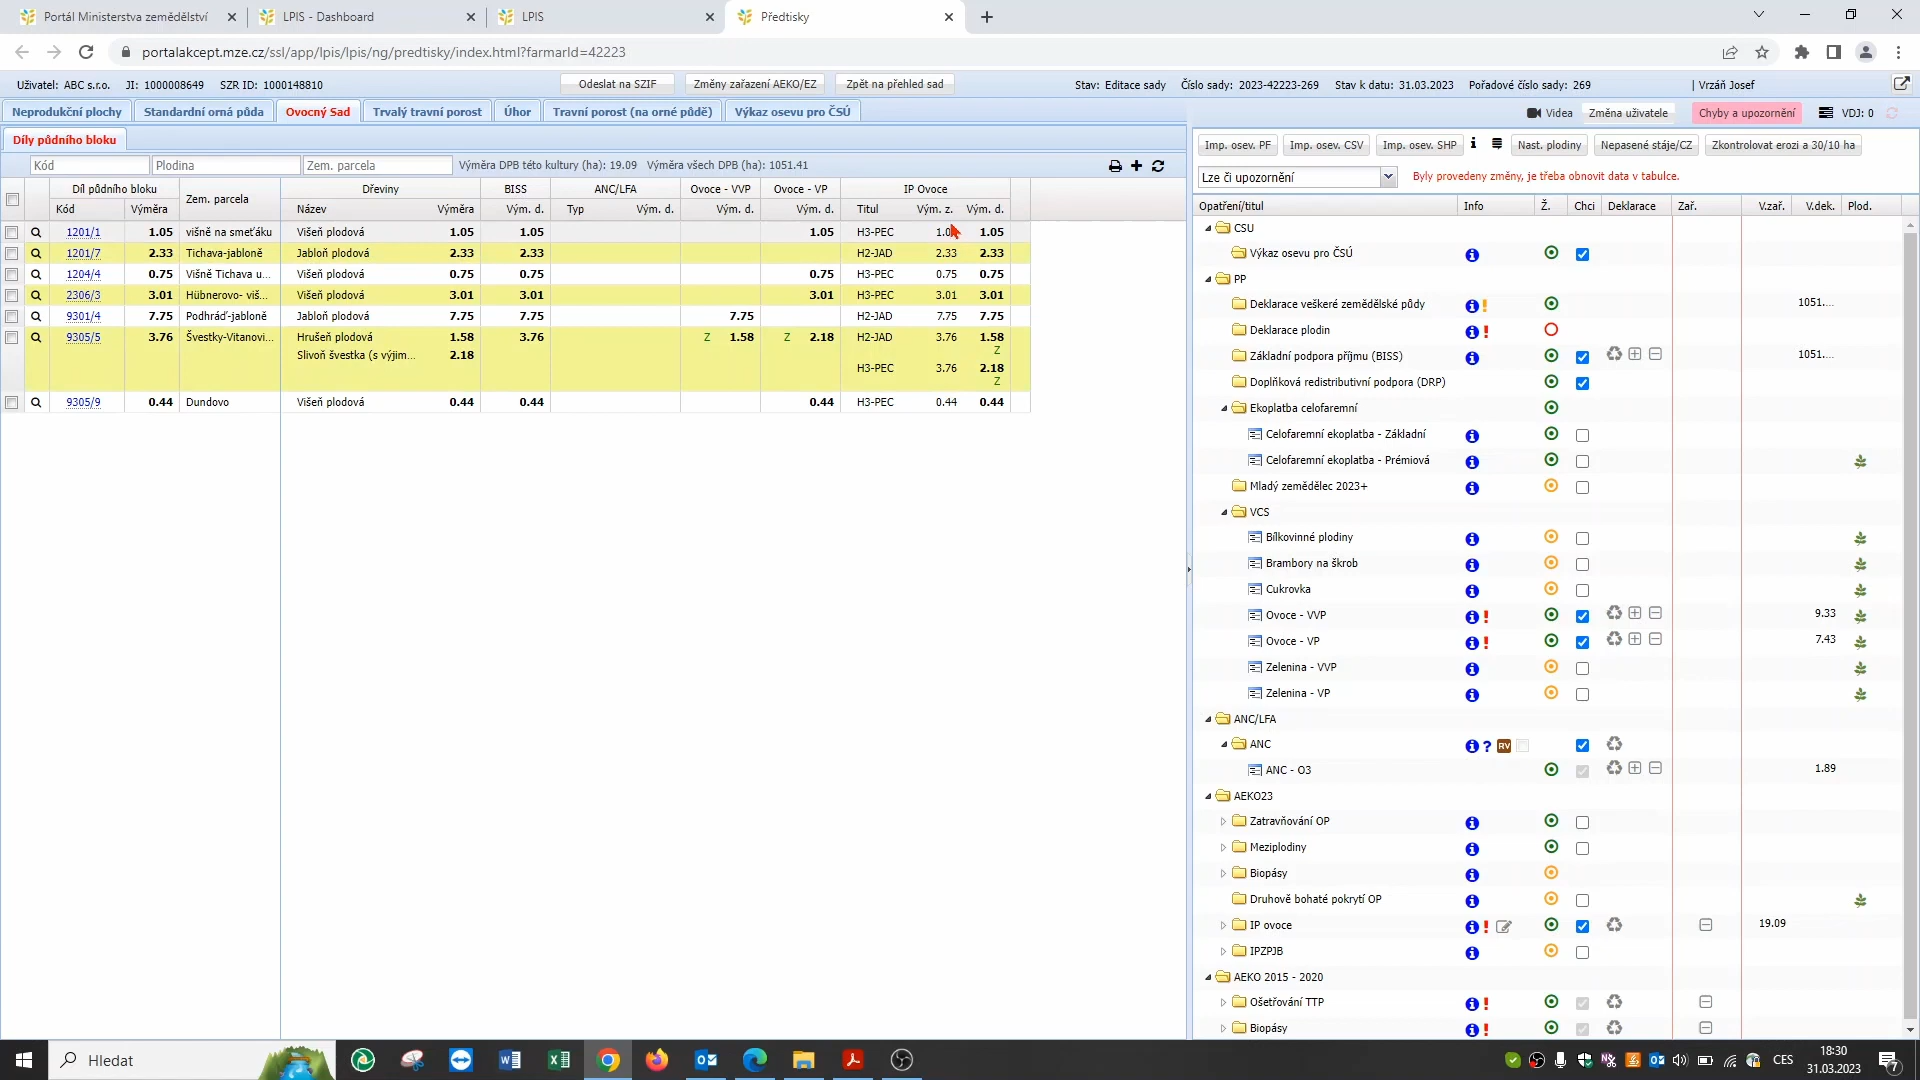 Portál Ministerstva zemědělství
LPIS - Dashboard
LPIS
Předtisky
portalakcept.mze.cz/ssl/app/lpis/lpis/ng/predtisky/index.html?farmarId=42223
Uživatel: ABC s.r.o. JI: 1000008649 SZR ID: 1000148810
Odeslat na SZIF
Změny zařazení AEKO/EZ
Zpět na přehled sad
Stav: Editace sady Číslo sady: 2023-42223-269 Stav k datu: 31.03.2023 Pořadové číslo sady: 269
| Vrzáň Josef
Neprodukční plochy
Standardní orná půda
Ovocný Sad
Trvalý travní porost
Úhor
Travní porost (na orné půdě)
Výkaz osevu pro ČSÚ
Videa
Změna uživatele
Chyby a upozornění
VDJ: 0
Díly půdního bloku
Imp. osev. PF
Imp. osev. CSV
Imp. osev. SHP
Nast. plodiny
Nepasené stáje/CZ
Zkontrolovat erozi a 30/10 ha
Kód
Plodina
Zem. parcela
Výměra DPB této kultury (ha): 19.09 Výměra všech DPB (ha): 1051.41
Lze či upozornění
Byly provedeny změny, je třeba obnovit data v tabulce.
Díl půdního bloku
Zem. parcela
Dřeviny
BISS
ANC/LFA
Ovoce - VVP
Ovoce - VP
IP Ovoce
Kód Výměra Název Výměra Vým. d. Typ Vým. d. Vým. d. Vým. d. Titul Vým. z. Vým. d.
1201/1 1.05 višně na smeťáku Višeň plodová 1.05 1.05 1.05 H3-PEC 1.0 1.05
1201/7 2.33 Tichava-jabloně Jabloň plodová 2.33 2.33 H2-JAD 2.33 2.33
1204/4 0.75 Višně Tichava u... Višeň plodová 0.75 0.75 0.75 H3-PEC 0.75 0.75
2306/3 3.01 Hübnerovo- viš... Višeň plodová 3.01 3.01 3.01 H3-PEC 3.01 3.01
9301/4 7.75 Podhráď-jabloně Jabloň plodová 7.75 7.75 7.75 H2-JAD 7.75 7.75
9305/5 3.76 Švestky-Vitanovi... Hrušeň plodová 1.58 3.76 Z 1.58 Z 2.18 H2-JAD 3.76 1.58
Z
Slivoň švestka (s výjim... 2.18
H3-PEC 3.76 2.18
Z
9305/9 0.44 Dundovo Višeň plodová 0.44 0.44 0.44 H3-PEC 0.44 0.44
Opatření/titul Info Ž. Chci Deklarace Zař. V.zař. V.dek. Plod.
CSU
Výkaz osevu pro ČSÚ
PP
Deklarace veškeré zemědělské půdy ! 1051....
Deklarace plodin !
Základní podpora příjmu (BISS) 1051....
Doplňková redistributivní podpora (DRP)
Ekoplatba celofaremní
Celofaremní ekoplatba - Základní
Celofaremní ekoplatba - Prémiová
Mladý zemědělec 2023+
VCS
Bílkovinné plodiny
Brambory na škrob
Cukrovka
Ovoce - VVP ! 9.33
Ovoce - VP ! 7.43
Zelenina - VVP
Zelenina - VP
ANC/LFA
ANC ? RV
ANC - O3 1.89
AEKO23
Zatravňování OP
Meziplodiny
Biopásy
Druhově bohaté pokrytí OP
IP ovoce ! 19.09
IPZPJB
AEKO 2015 - 2020
Ošetřování TTP !
Biopásy !
Hledat
CES
18:30
31.03.2023
7